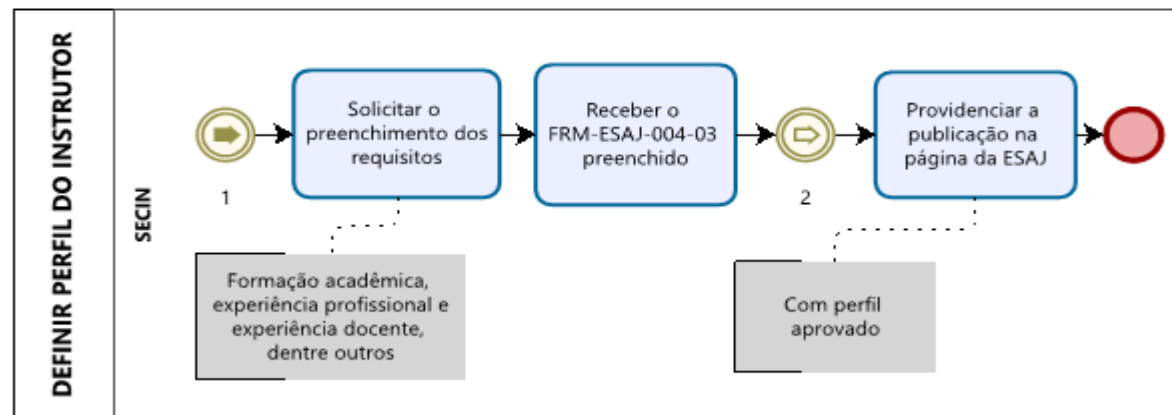 DEFINIR PERFIL DO INSTRUTOR
SECIN
1
Solicitar o
preenchimento dos
requisitos
Receber o
FRM-ESAJ-004-03
preenchido
2
Providenciar a
publicação na
página da ESAJ
Formação acadêmica,
experiência profissional e
experiência docente,
dentre outros
Com perfil
aprovado